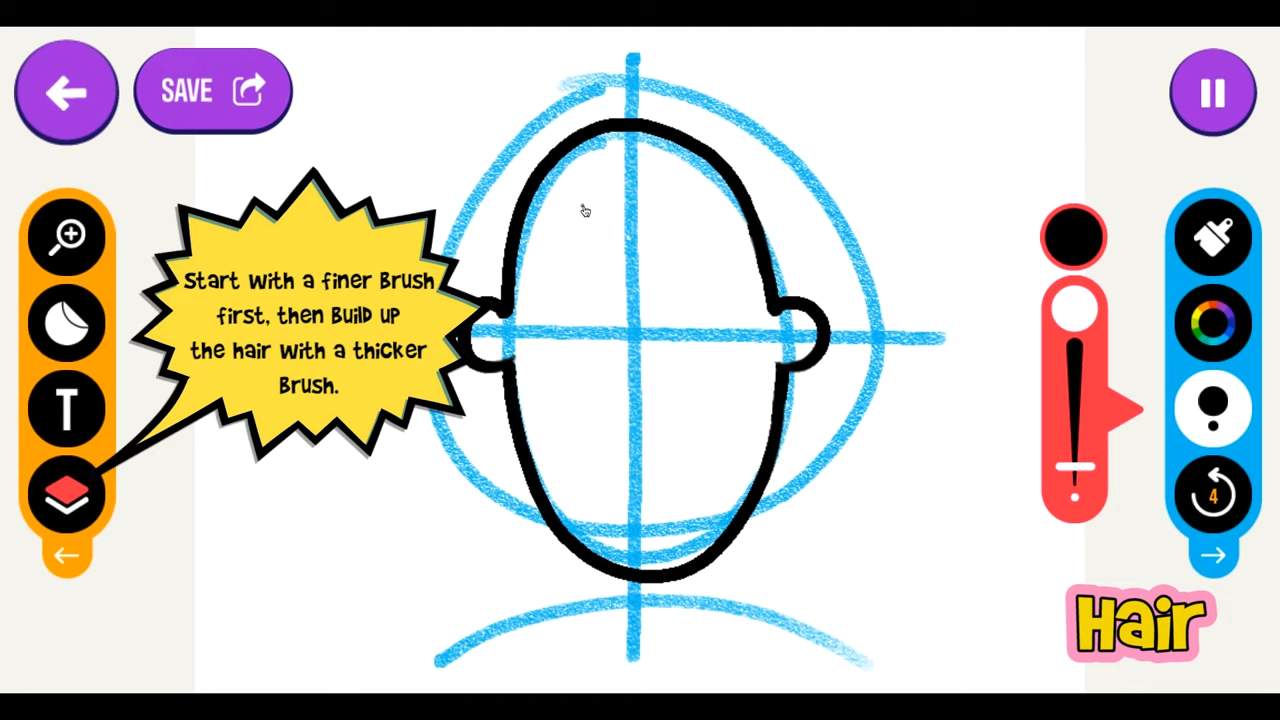 SAVE
Start with a finer Brush
first, then Build up
the hair with a thicker
Brush.
T
4
Hair